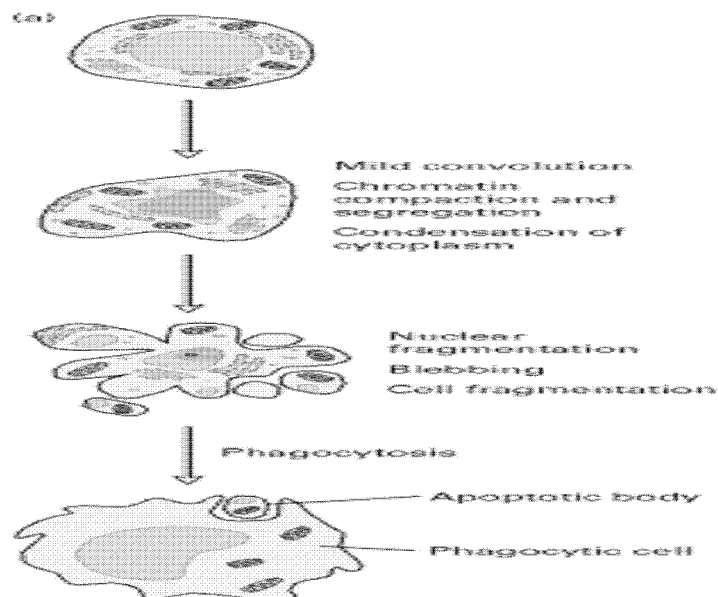 (a)
Mild convolution
Chromatin
compaction and
segregation
Condensation of
cytoplasm
Nuclear
fragmentation
Blebbing
Cell fragmentation
Phagocytosis
Apoptotic body
Phagocytic cell